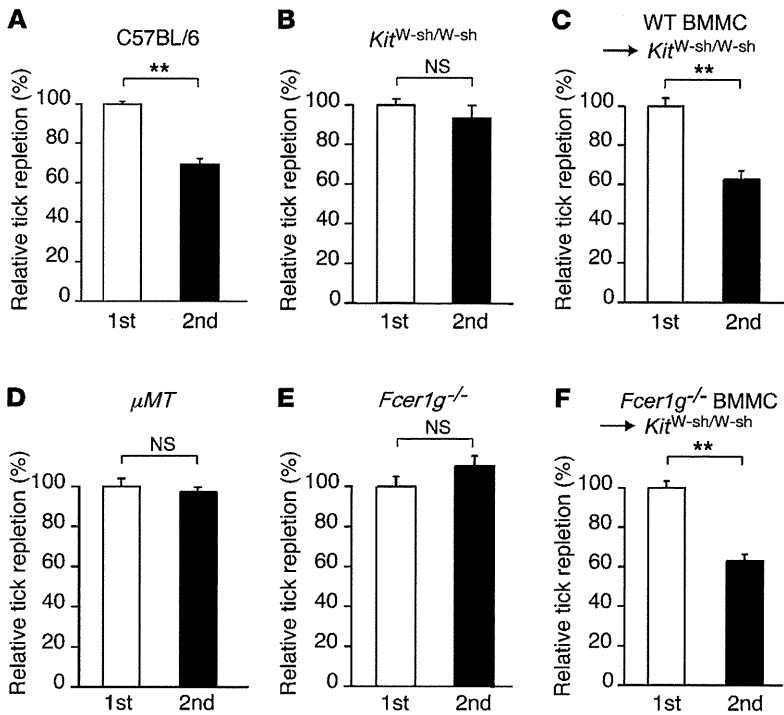 A
C57BL/6
**
Relative tick repletion (%)
100
80
60
40
20
0
1st 2nd
B
Kit^W-sh/W-sh
NS
Relative tick repletion (%)
100
80
60
40
20
0
1st 2nd
C
WT BMMC
→ Kit^W-sh/W-sh
**
Relative tick repletion (%)
100
80
60
40
20
0
1st 2nd
D
μMT
NS
Relative tick repletion (%)
100
80
60
40
20
0
1st 2nd
E
Fcer1g-/-
NS
Relative tick repletion (%)
100
80
60
40
20
0
1st 2nd
F
Fcer1g-/- BMMC
→ Kit^W-sh/W-sh
**
Relative tick repletion (%)
100
80
60
40
20
0
1st 2nd